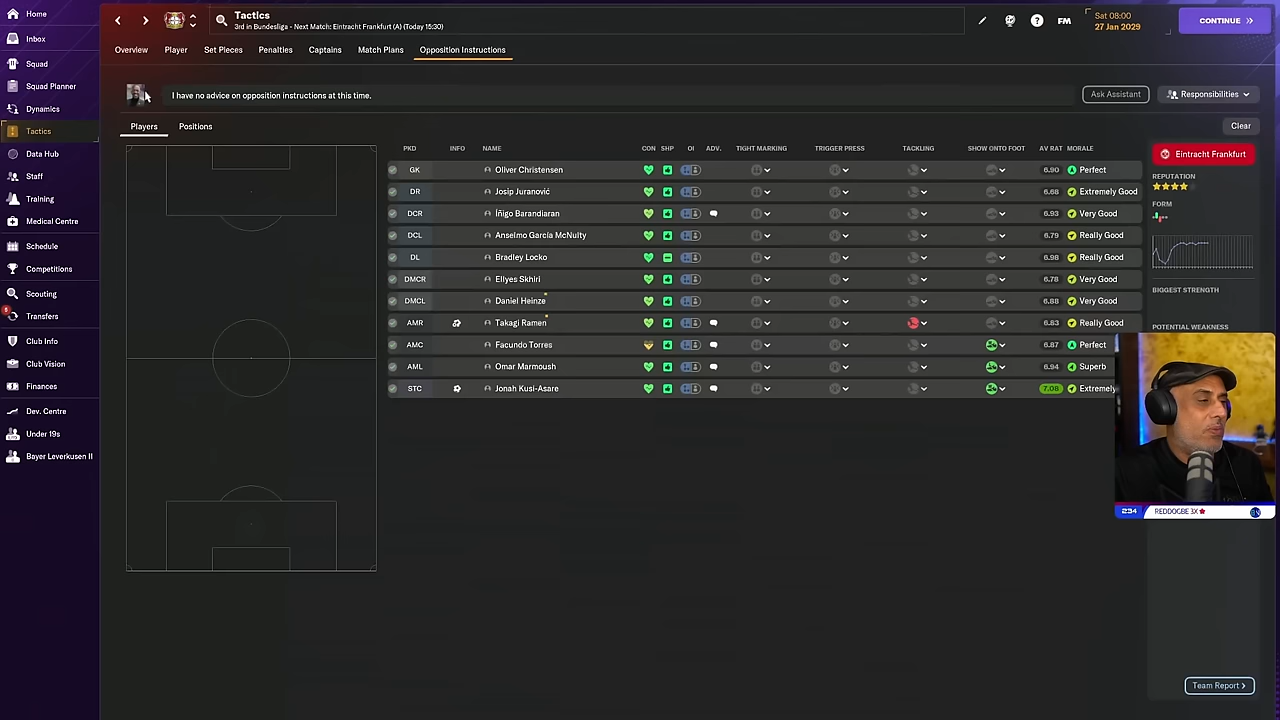 Home
Tactics
3rd in Bundesliga - Next Match: Eintracht Frankfurt (A) (Today 15:30)
FM
Sat 08:00
27 Jan 2029
CONTINUE
Inbox
Overview
Player
Set Pieces
Penalties
Captains
Match Plans
Opposition Instructions
Squad
Squad Planner
Dynamics
Tactics
Data Hub
Staff
Training
Medical Centre
Schedule
Competitions
Scouting
Transfers
Club Info
Club Vision
Finances
Dev. Centre
Under 19s
Bayer Leverkusen II
I have no advice on opposition instructions at this time.
Ask Assistant
Responsibilities
Players
Positions
Clear
PKD INFO NAME CON SHP OI ADV. TIGHT MARKING TRIGGER PRESS TACKLING SHOW ONTO FOOT AV RAT MORALE
GK Oliver Christensen 6.90 Perfect
DR Josip Juranović 6.68 Extremely Good
DCR Íñigo Barandiaran 6.93 Very Good
DCL Anselmo García McNulty 6.79 Really Good
DL Bradley Locko 6.98 Really Good
DMCR Ellyes Skhiri 6.78 Very Good
DMCL Daniel Heinze 6.88 Very Good
AMR Takagi Ramen 6.83 Really Good
AMC Facundo Torres 6.87 Perfect
AML Omar Marmoush 6.94 Superb
STC Jonah Kusi-Asare 7.08 Extremely
Eintracht Frankfurt
REPUTATION
FORM
BIGGEST STRENGTH
POTENTIAL WEAKNESS
234 REDDOGBE 3X
Team Report